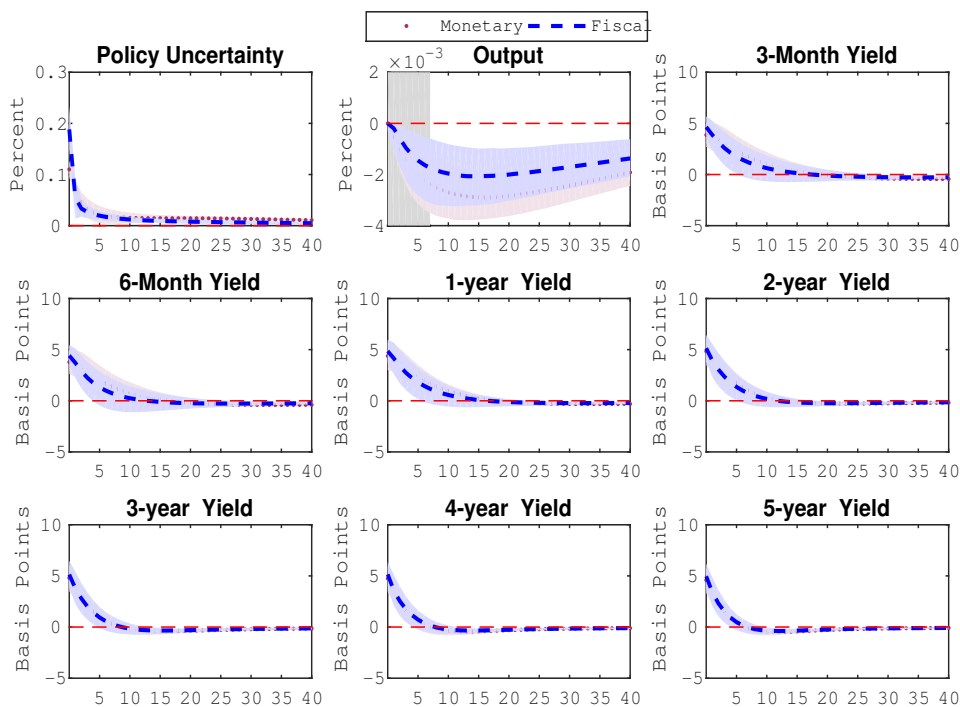 Monetary Fiscal
Policy Uncertainty
Output
3-Month Yield
Percent
0.3
0.2
0.1
0
5 10 15 20 25 30 35 40
Percent
×10⁻³
2
0
−2
−4
5 10 15 20 25 30 35 40
Basis Points
10
5
0
−5
5 10 15 20 25 30 35 40
6-Month Yield
1-year Yield
2-year Yield
Basis Points
10
5
0
−5
5 10 15 20 25 30 35 40
Basis Points
10
5
0
−5
5 10 15 20 25 30 35 40
Basis Points
10
5
0
−5
5 10 15 20 25 30 35 40
3-year Yield
4-year Yield
5-year Yield
Basis Points
10
5
0
−5
5 10 15 20 25 30 35 40
Basis Points
10
5
0
−5
5 10 15 20 25 30 35 40
Basis Points
10
5
0
−5
5 10 15 20 25 30 35 40